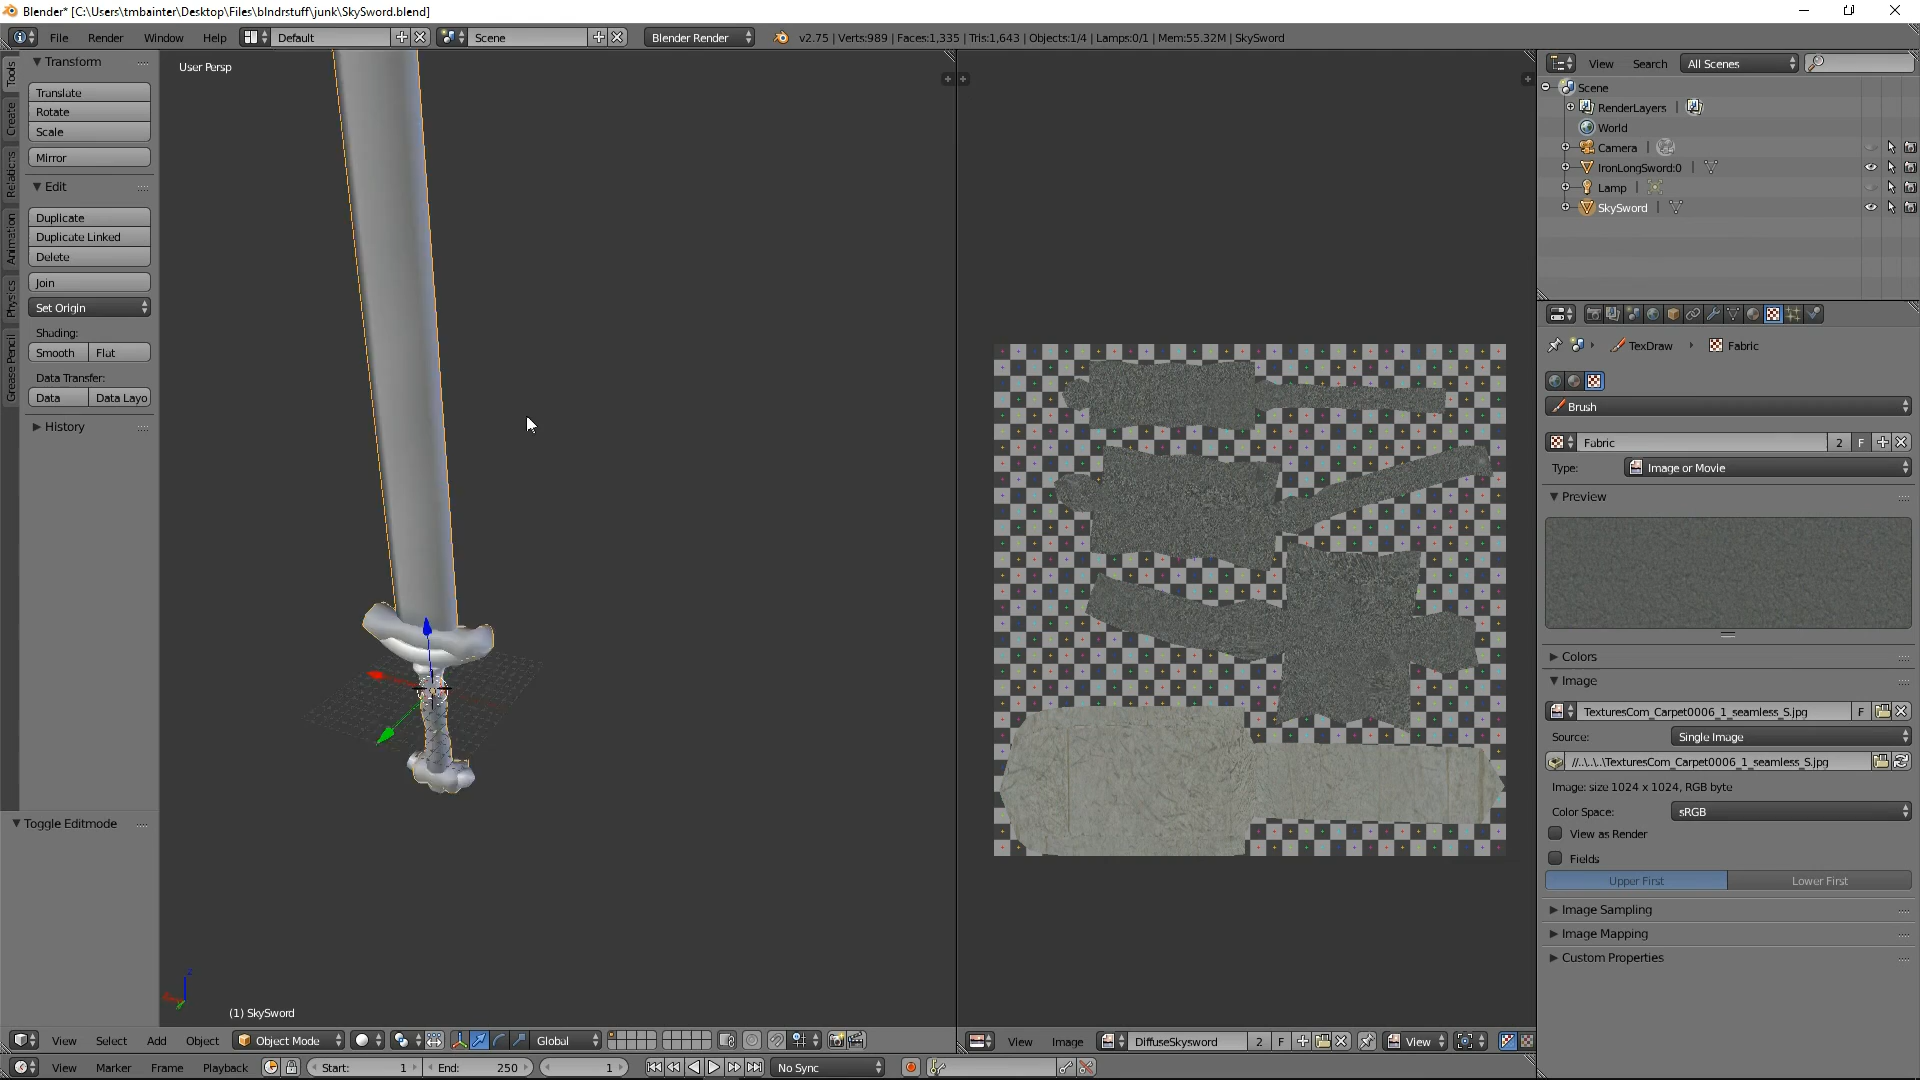 Blender* [C:\Users\tmbainter\Desktop\Files\blndrstuff\junk\SkySword.blend]
File Render Window Help Default Scene Blender Render v2.75 | Verts:989 | Faces:1,335 | Tris:1,643 | Objects:1/4 | Lamps:0/1 | Mem:55.32M | SkySword
Tools
Create
Relations
Animation
Physics
Grease Pencil
Transform
Translate
Rotate
Scale
Mirror
Edit
Duplicate
Duplicate Linked
Delete
Join
Set Origin
Shading:
Smooth Flat
Data Transfer:
Data Data Layo
History
Toggle Editmode
User Persp
(1) SkySword
View Select Add Object Object Mode Global
View Image DiffuseSkysword 2 F View
View Marker Frame Playback Start: 1 End: 250 1 No Sync
View Search All Scenes
Scene
RenderLayers
World
Camera
IronLongSword:0
Lamp
SkySword
TexDraw Fabric
Brush
Fabric 2 F
Type: Image or Movie
Preview
Colors
Image
TexturesCom_Carpet0006_1_seamless_S.jpg F
Source: Single Image
//..\..\..\TexturesCom_Carpet0006_1_seamless_S.jpg
Image: size 1024 x 1024, RGB byte
Color Space: sRGB
View as Render
Fields
Upper First Lower First
Image Sampling
Image Mapping
Custom Properties